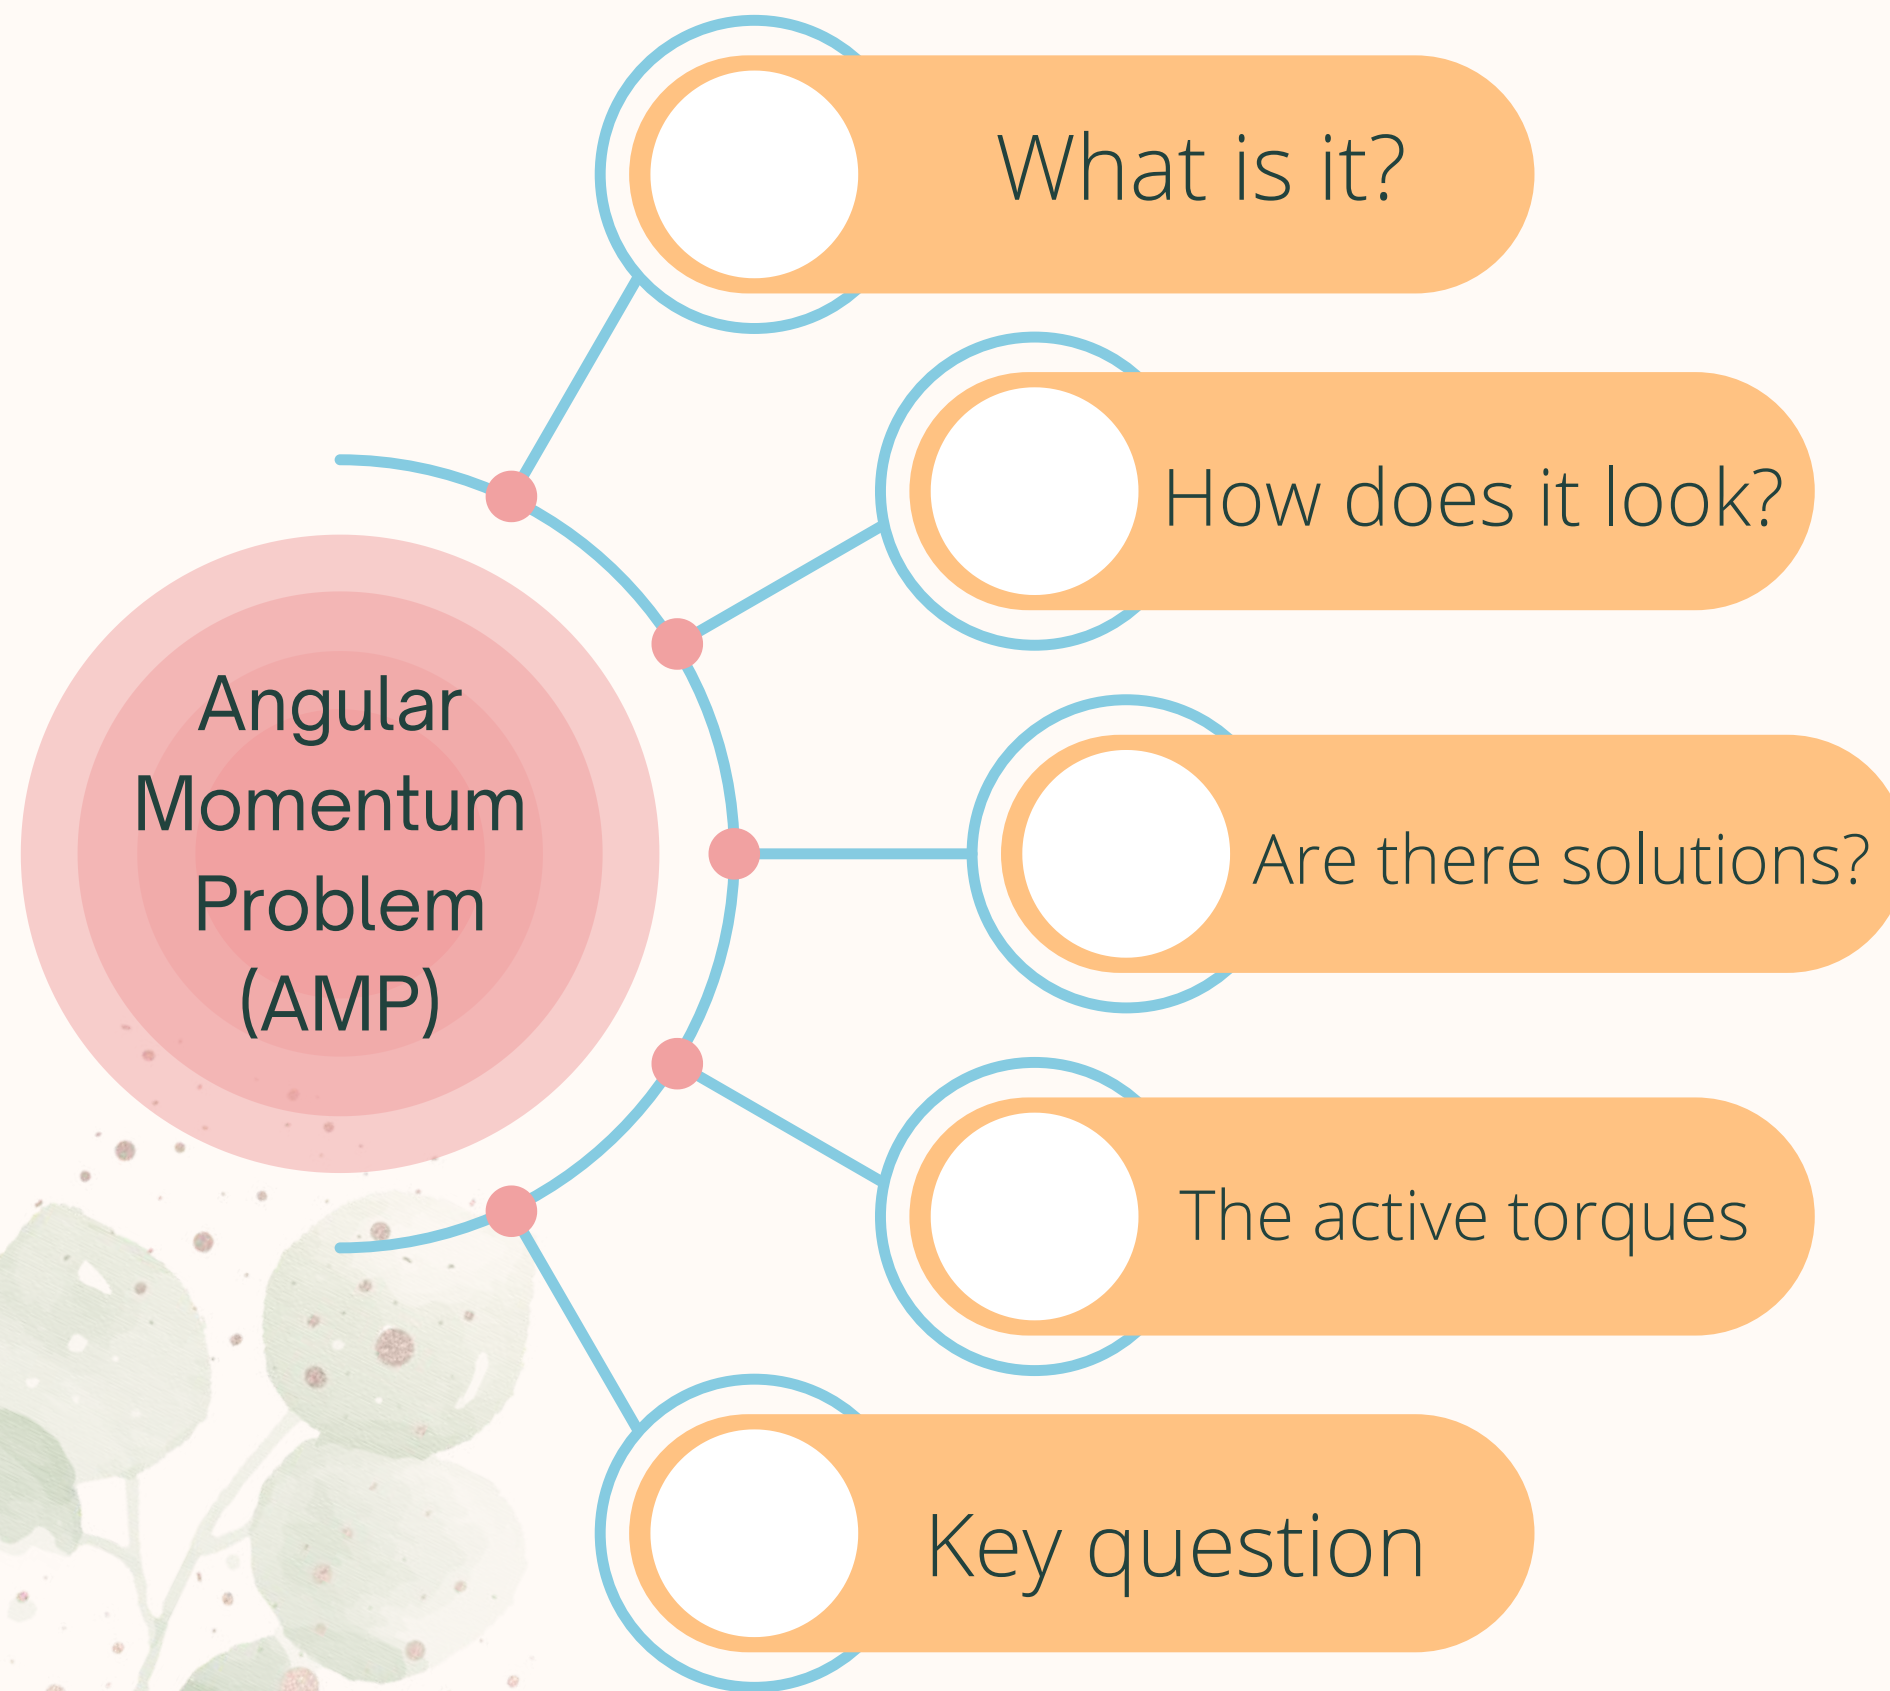 What is it?
How does it look?
Angular
Momentum
Problem
(AMP)
Are there solutions?
The active torques
Key question